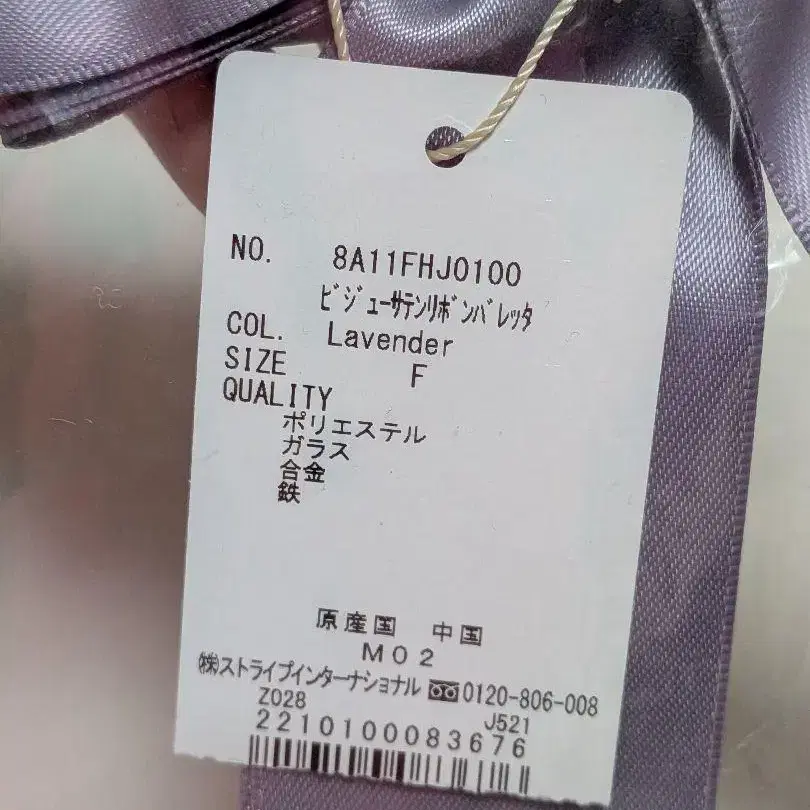 NO. 8A11FHJ0100
ﾋﾞｼﾞｭｰｻﾃﾝﾘﾎﾞﾝﾊﾞﾚｯﾀ
COL. Lavender
SIZE F
QUALITY
ポリエステル
ガラス
合金
鉄
原産国 中国
M02
㈱ストライプインターナショナル 0120-806-008
Z028 J521
2210100083676